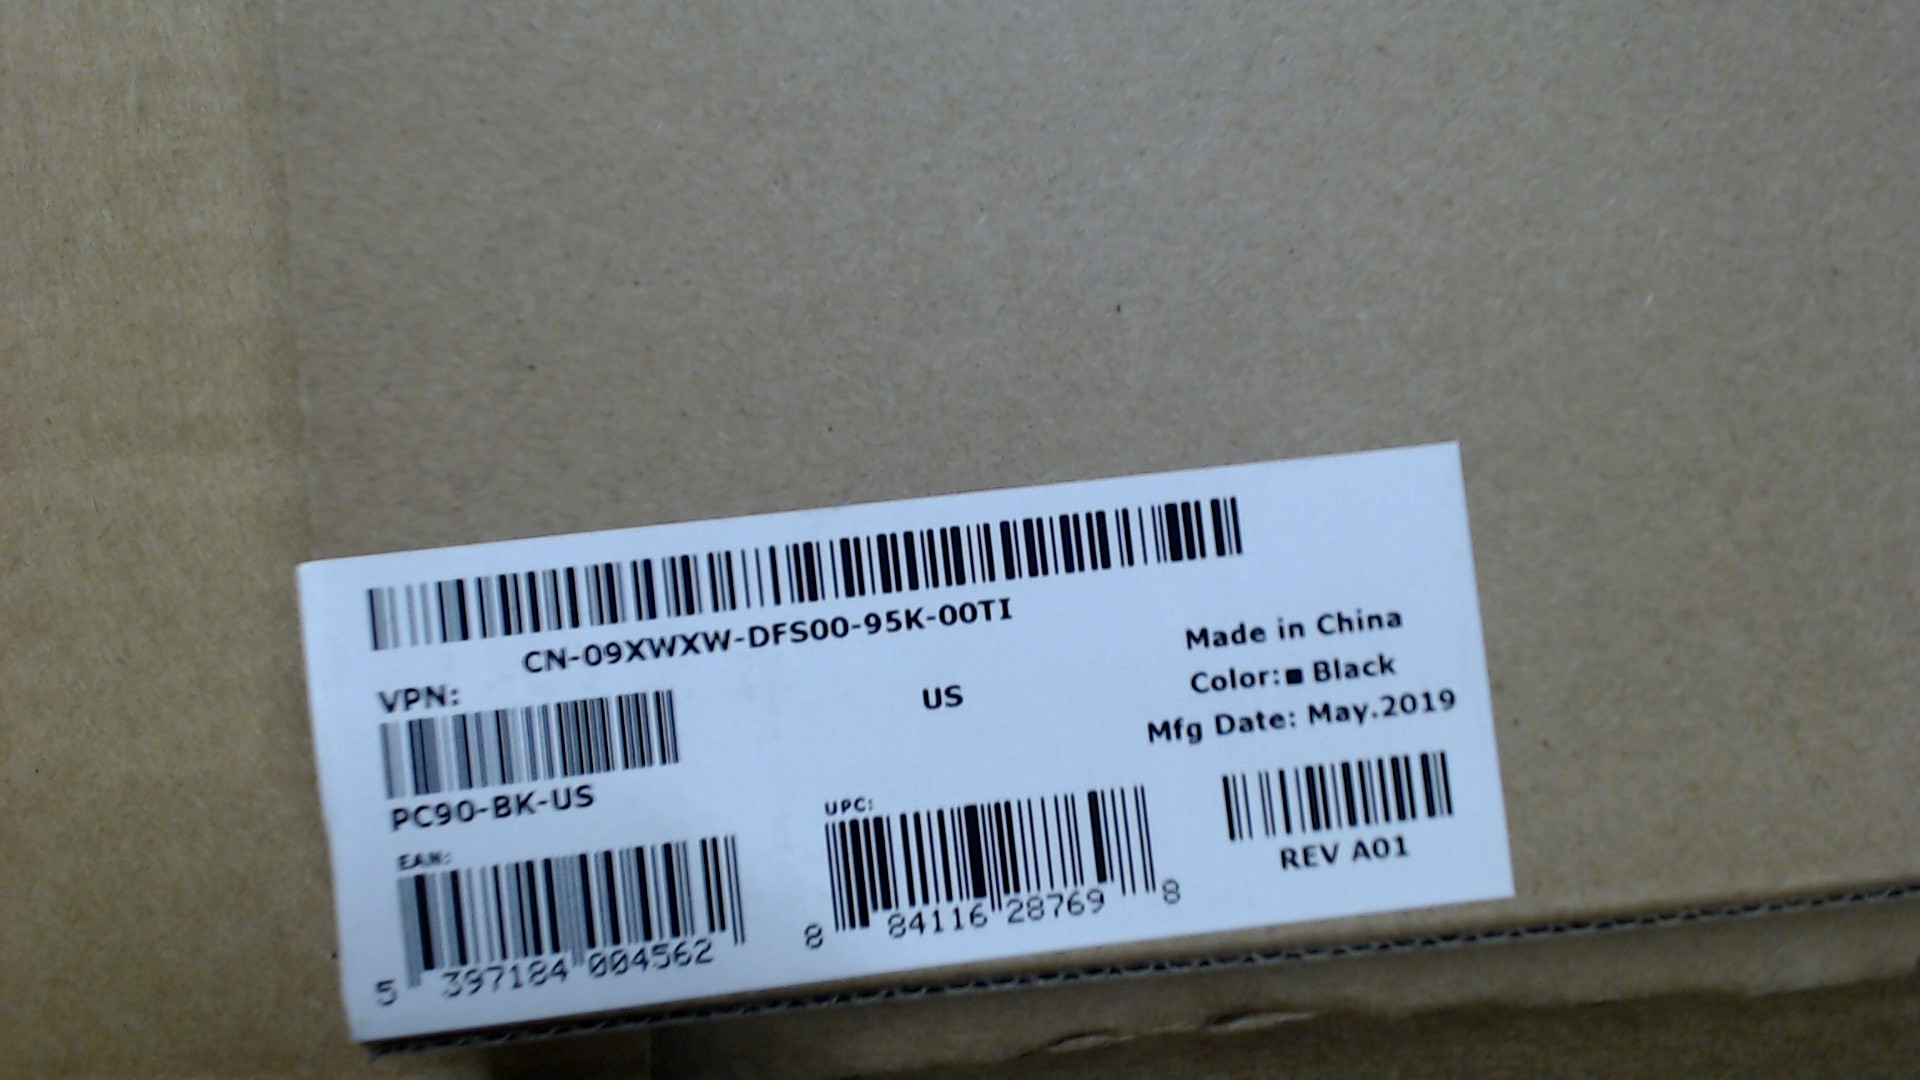 CN-09XWXW-DFS00-95K-00TI
VPN:
PC90-BK-US
US
Made in China
Color:■ Black
Mfg Date: May.2019
EAN:
5 397184 004562
UPC:
8 84116 28769 8
REV A01